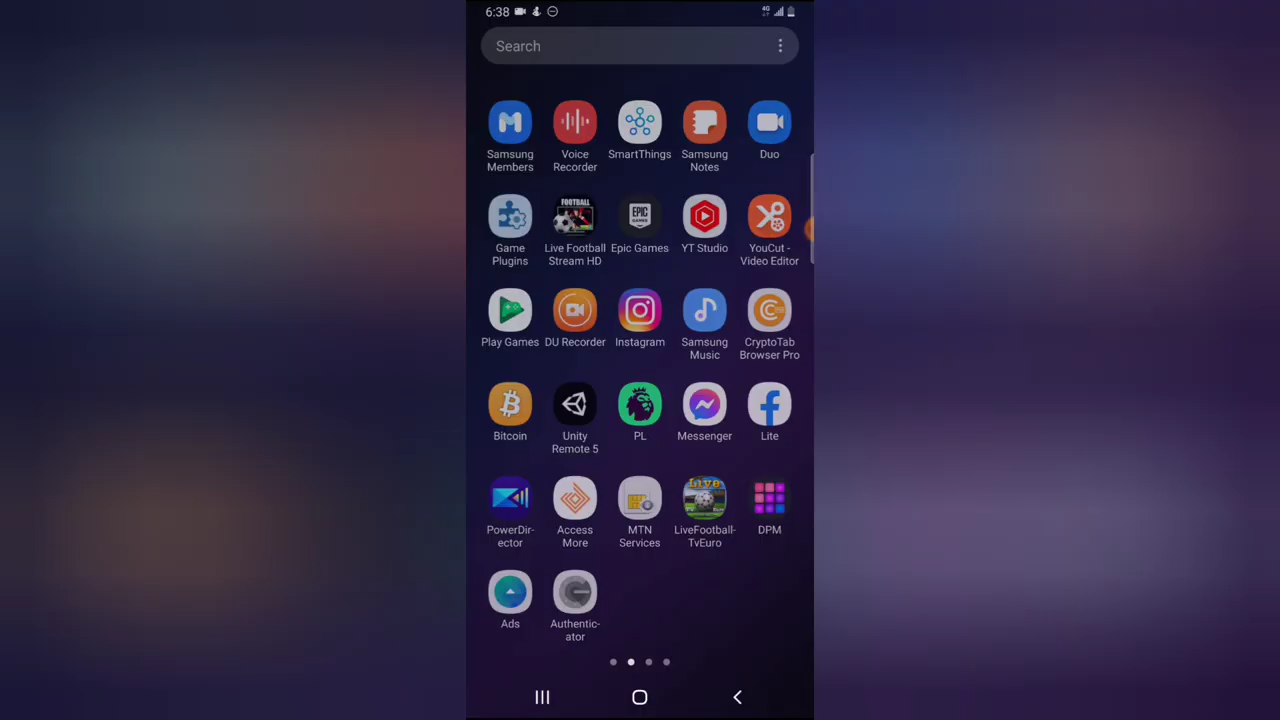 6:38
4G
Search
Samsung Members
Voice Recorder
SmartThings
Samsung Notes
Duo
FOOTBALL
EPIC GAMES
Game Plugins
Live Football Stream HD
Epic Games
YT Studio
YouCut - Video Editor
Play Games
DU Recorder
Instagram
Samsung Music
CryptoTab Browser Pro
Bitcoin
Unity Remote 5
PL
Messenger
Lite
Live
PowerDir-
ector
Access More
MTN Services
LiveFootball-
TvEuro
DPM
Ads
Authentic-
ator